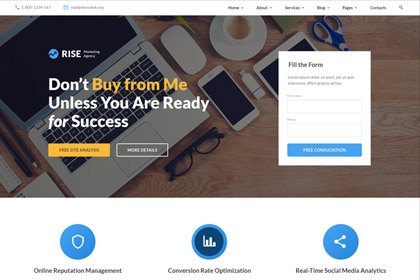 1-800-1234-567
mail@demolink.org
Home
About
Services
Blog
Pages
Contacts
RISE
Marketing
Agency
Don't Buy from Me
Unless You Are Ready
for Success
FREE SITE ANALYSIS
MORE DETAILS
Fill the Form
Lorem ipsum dolor sit amet, per ut quis
interesset, affert graecis at has.
First name
Phone
FREE CONSULTATION
Online Reputation Management
Conversion Rate Optimization
Real-Time Social Media Analytics